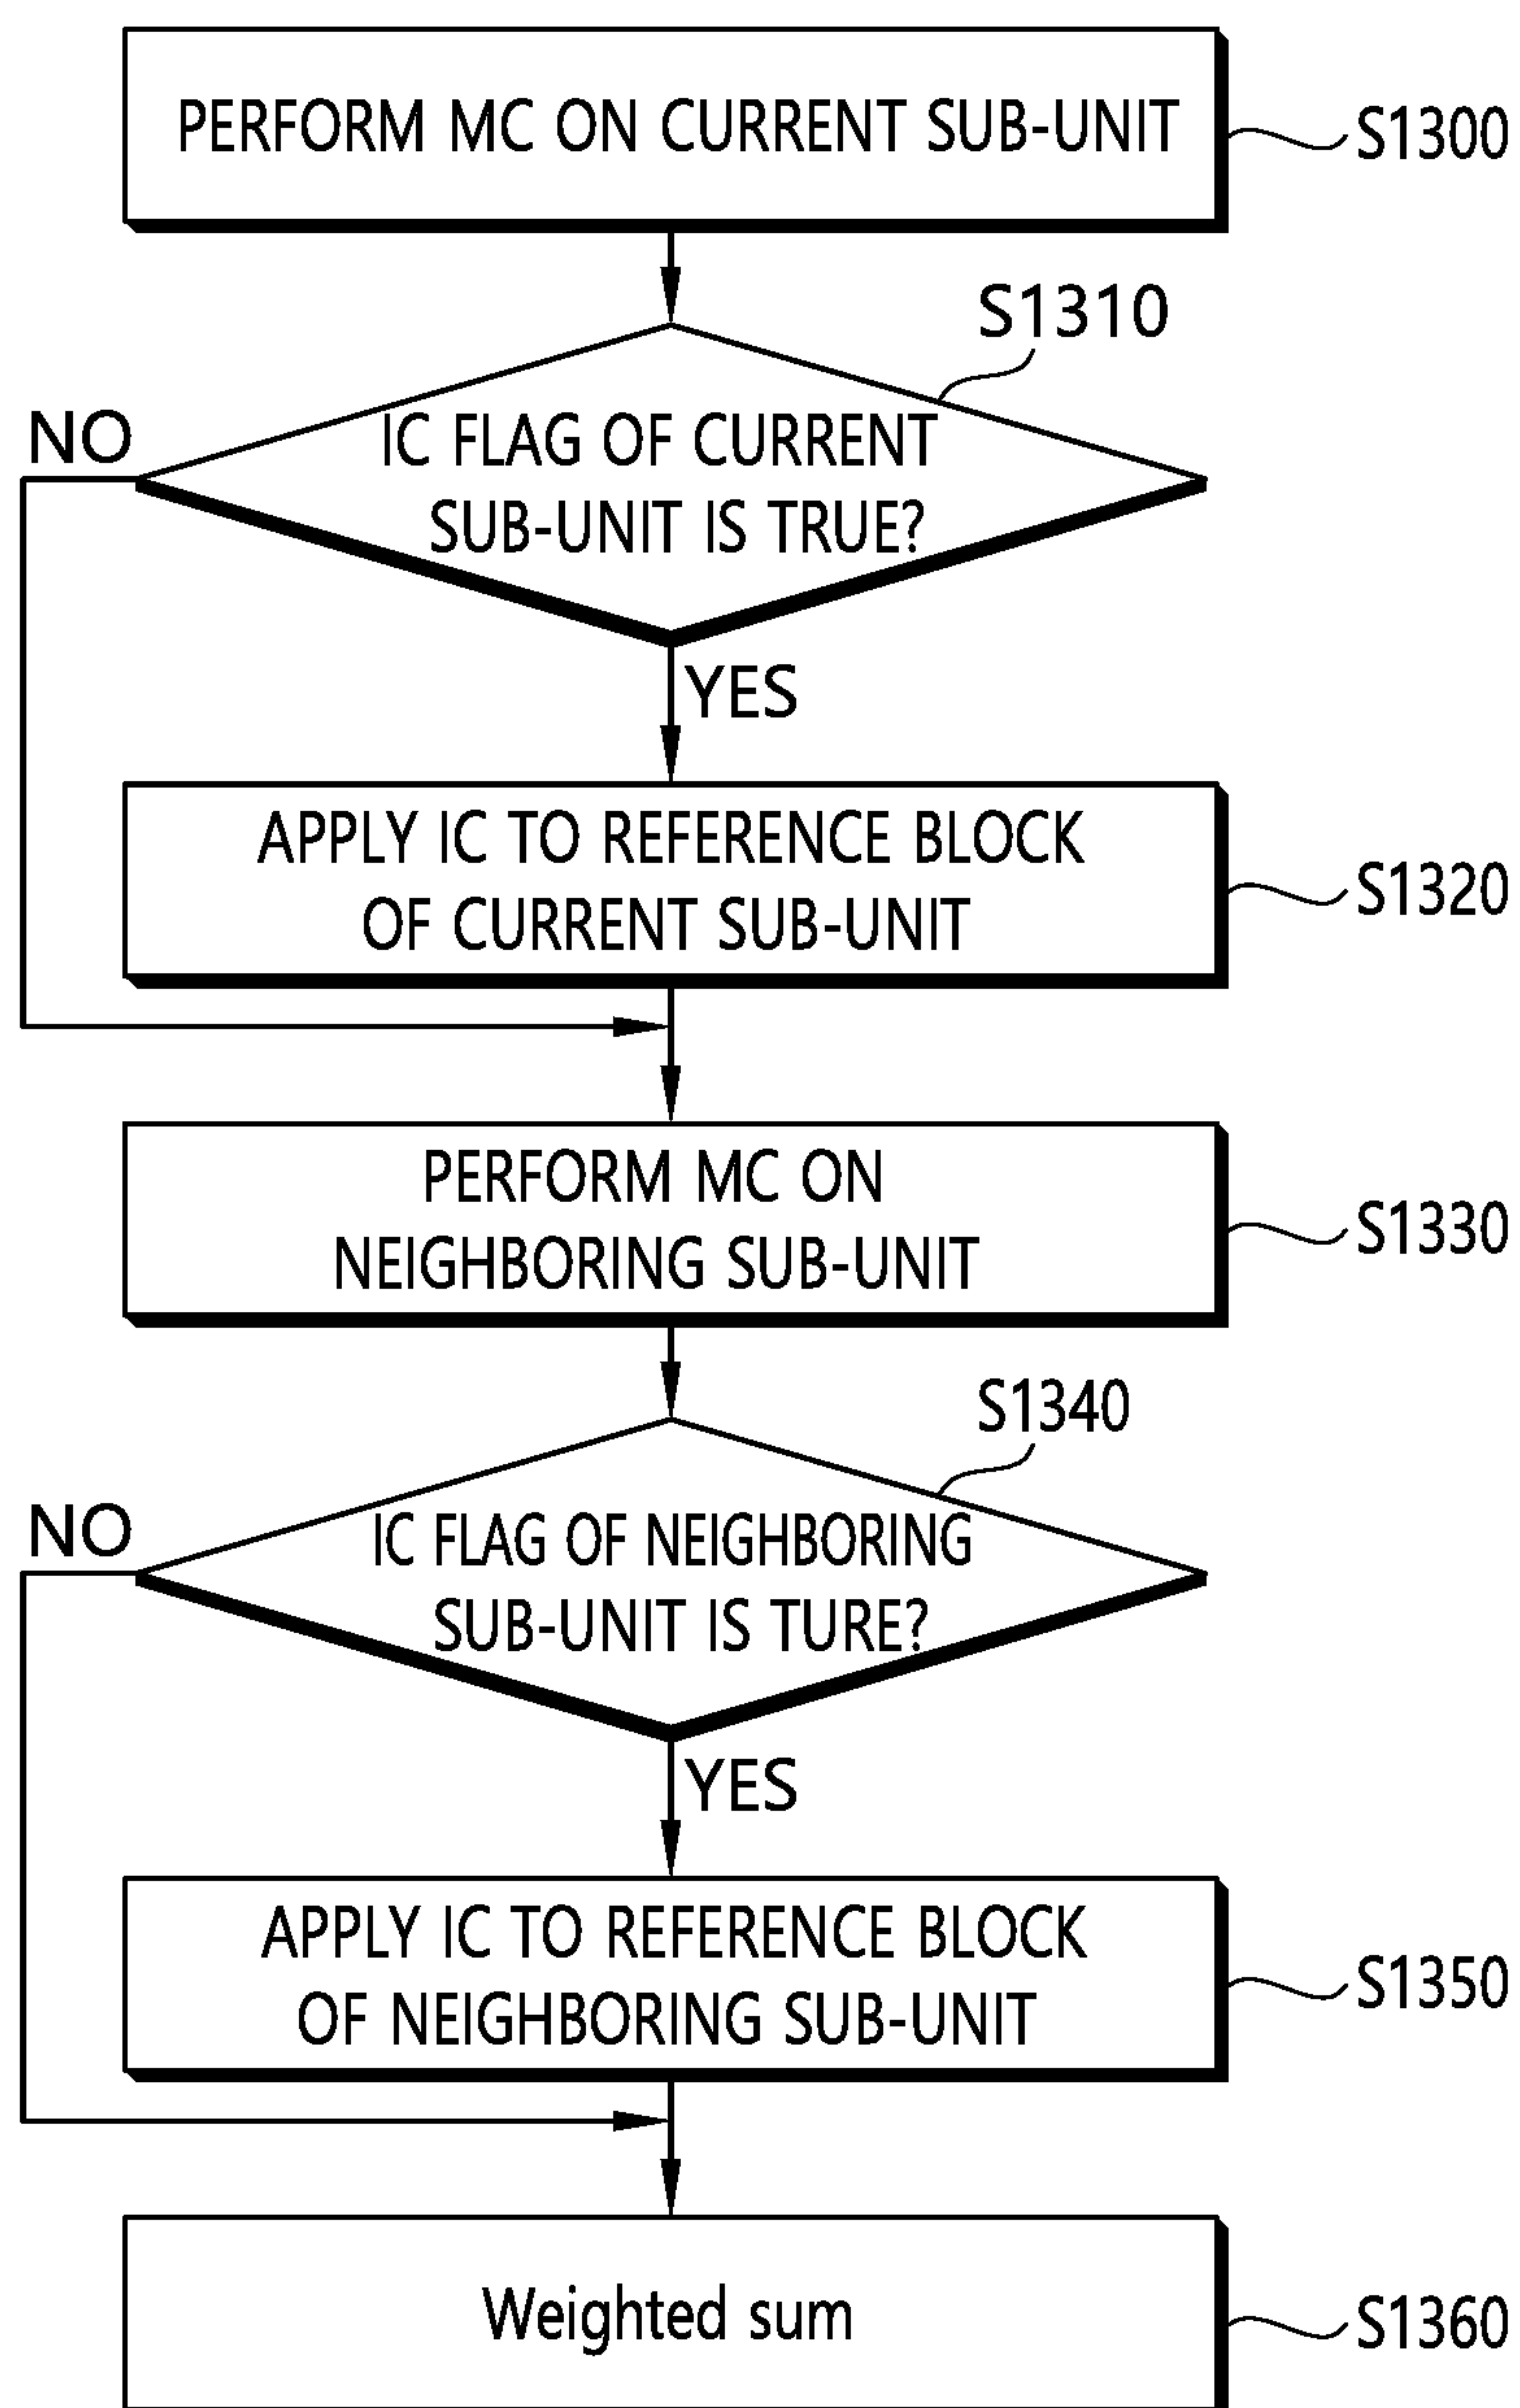 PERFORM MC ON CURRENT SUB-UNIT
S1300
S1310
NO
IC FLAG OF CURRENT
SUB-UNIT IS TRUE?
YES
APPLY IC TO REFERENCE BLOCK
OF CURRENT SUB-UNIT
S1320
PERFORM MC ON
NEIGHBORING SUB-UNIT
S1330
S1340
NO
IC FLAG OF NEIGHBORING
SUB-UNIT IS TURE?
YES
APPLY IC TO REFERENCE BLOCK
OF NEIGHBORING SUB-UNIT
S1350
Weighted sum
S1360